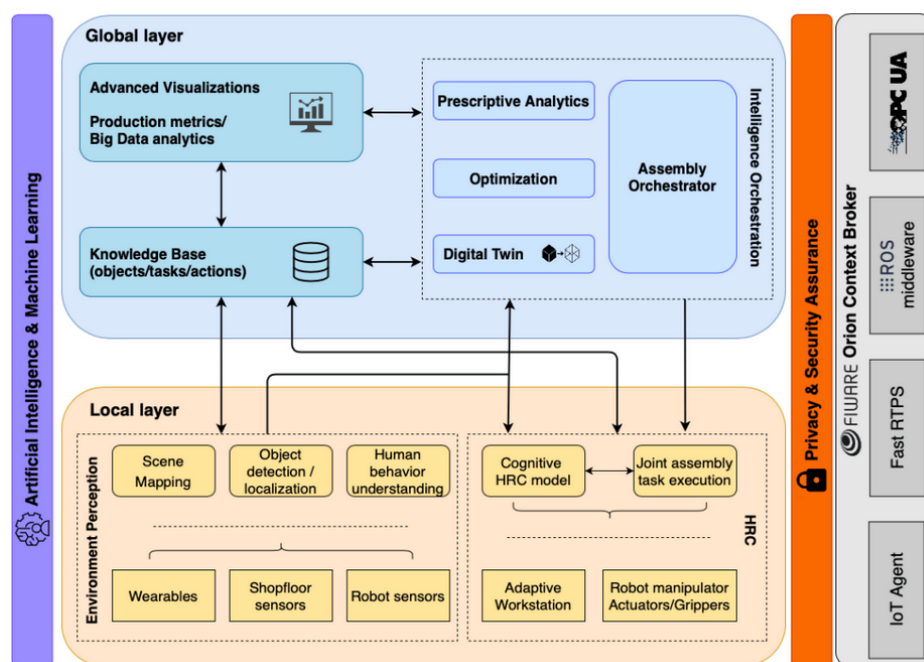 Artificial Intelligence & Machine Learning
Global layer
Advanced Visualizations
Production metrics/
Big Data analytics
Knowledge Base
(objects/tasks/actions)
Prescriptive Analytics
Optimization
Digital Twin
Assembly
Orchestrator
Intelligence Orchestration
Local layer
Environment Perception
Scene
Mapping
Object
detection /
localization
Human
behavior
understanding
Wearables
Shopfloor
sensors
Robot sensors
Cognitive
HRC model
Joint assembly
task execution
HRC
Adaptive
Workstation
Robot manipulator
Actuators/Grippers
Privacy & Security Assurance
FIWARE Orion Context Broker
OPC UA
ROS
middleware
Fast RTPS
IoT Agent